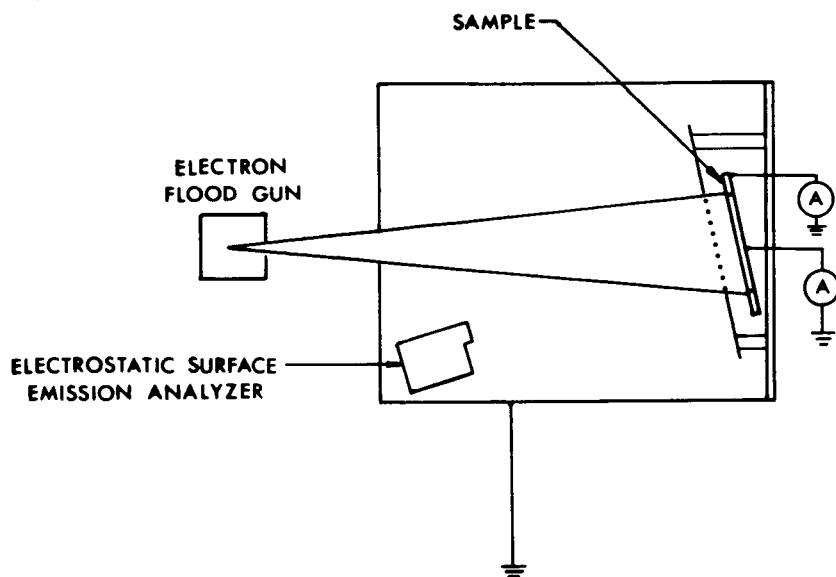 SAMPLE
ELECTRON
FLOOD GUN
A
A
ELECTROSTATIC SURFACE
EMISSION ANALYZER